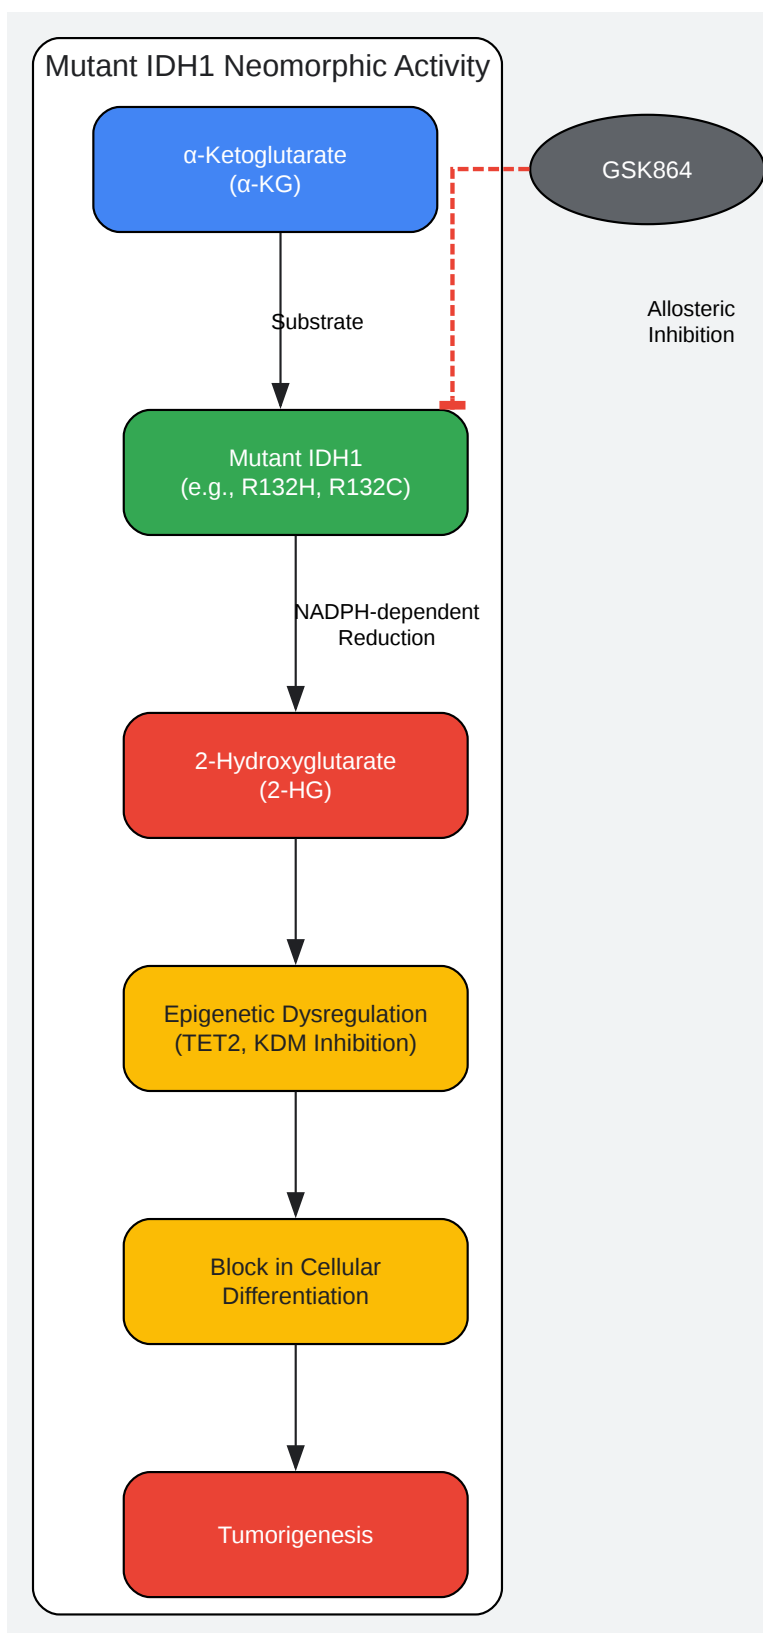 Mutant IDH1 Neomorphic Activity
α-Ketoglutarate
(α-KG)
GSK864
Substrate
Allosteric
Inhibition
Mutant IDH1
(e.g., R132H, R132C)
NADPH-dependent
Reduction
2-Hydroxyglutarate
(2-HG)
Epigenetic Dysregulation
(TET2, KDM Inhibition)
Block in Cellular
Differentiation
Tumorigenesis